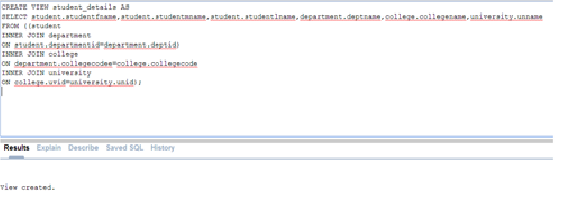 CREATE VIEW student_details AS
SELECT student.studentfname,student.studentmname,student.studentlname,department.deptname,college.collegename,university.unname
FROM ((student
INNER JOIN department
ON student.departmentid=department.deptid)
INNER JOIN college
ON department.collegecodee=college.collegecode
INNER JOIN university
ON college.uvid=university.unid);
Results Explain Describe Saved SQL History
View created.